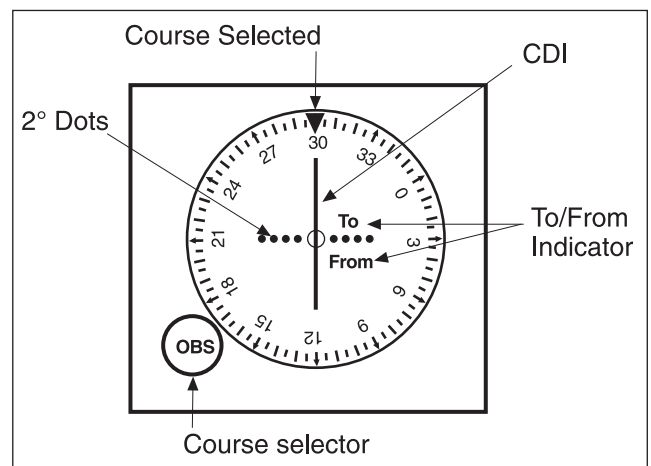 Course Selected
CDI
2° Dots
30
33
0
3
6
9
12
15
18
21
24
27
To
From
To/From
Indicator
OBS
Course selector